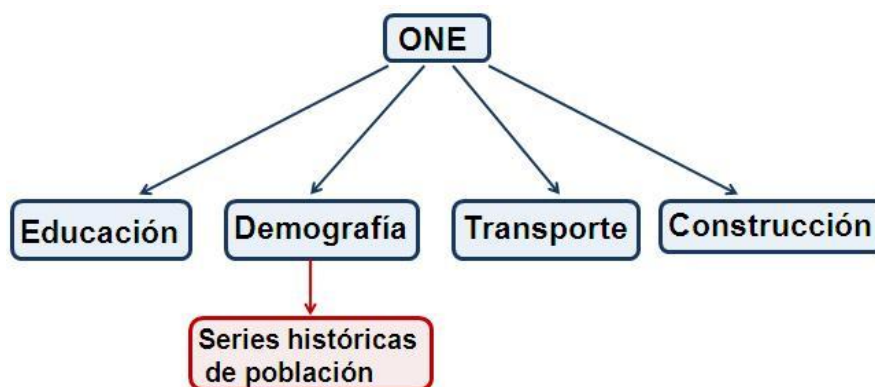 ONE
Educación
Demografía
Transporte
Construcción
Series históricas
de población